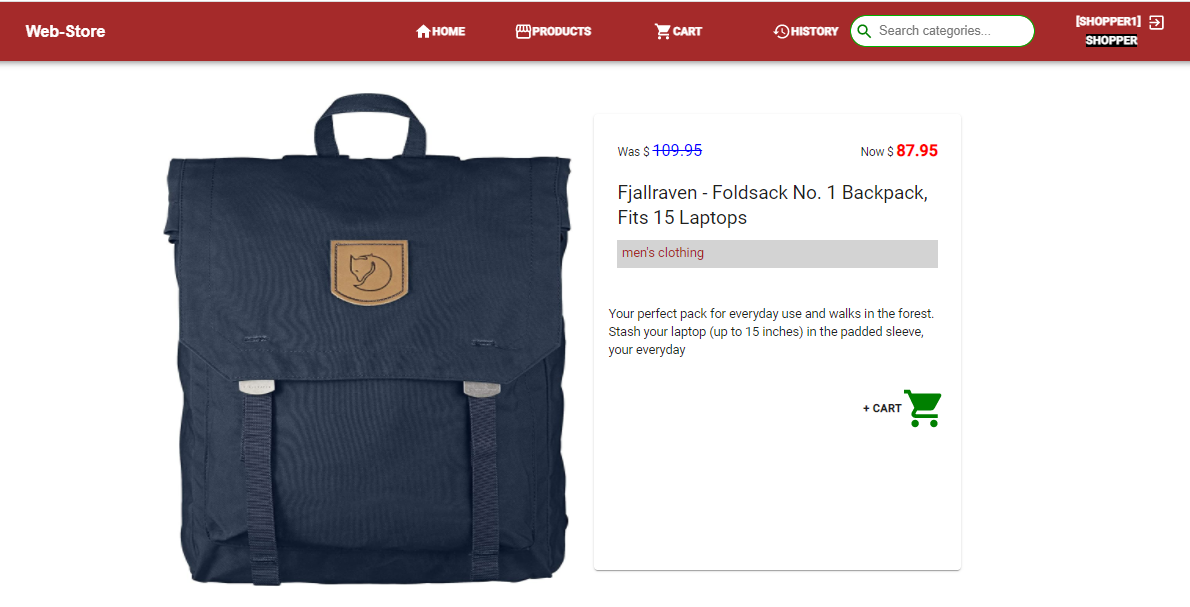 Web-Store
HOME
PRODUCTS
CART
HISTORY
Search categories...
[SHOPPER1]
SHOPPER
Was $ 109.95
Now $ 87.95
Fjallraven - Foldsack No. 1 Backpack,
Fits 15 Laptops
men's clothing
Your perfect pack for everyday use and walks in the forest.
Stash your laptop (up to 15 inches) in the padded sleeve,
your everyday
+ CART